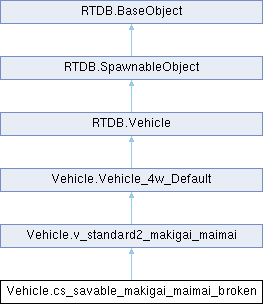 RTDB.BaseObject
RTDB.SpawnableObject
RTDB.Vehicle
Vehicle.Vehicle_4w_Default
Vehicle.v_standard2_makigai_maimai
Vehicle.cs_savable_makigai_maimai_broken